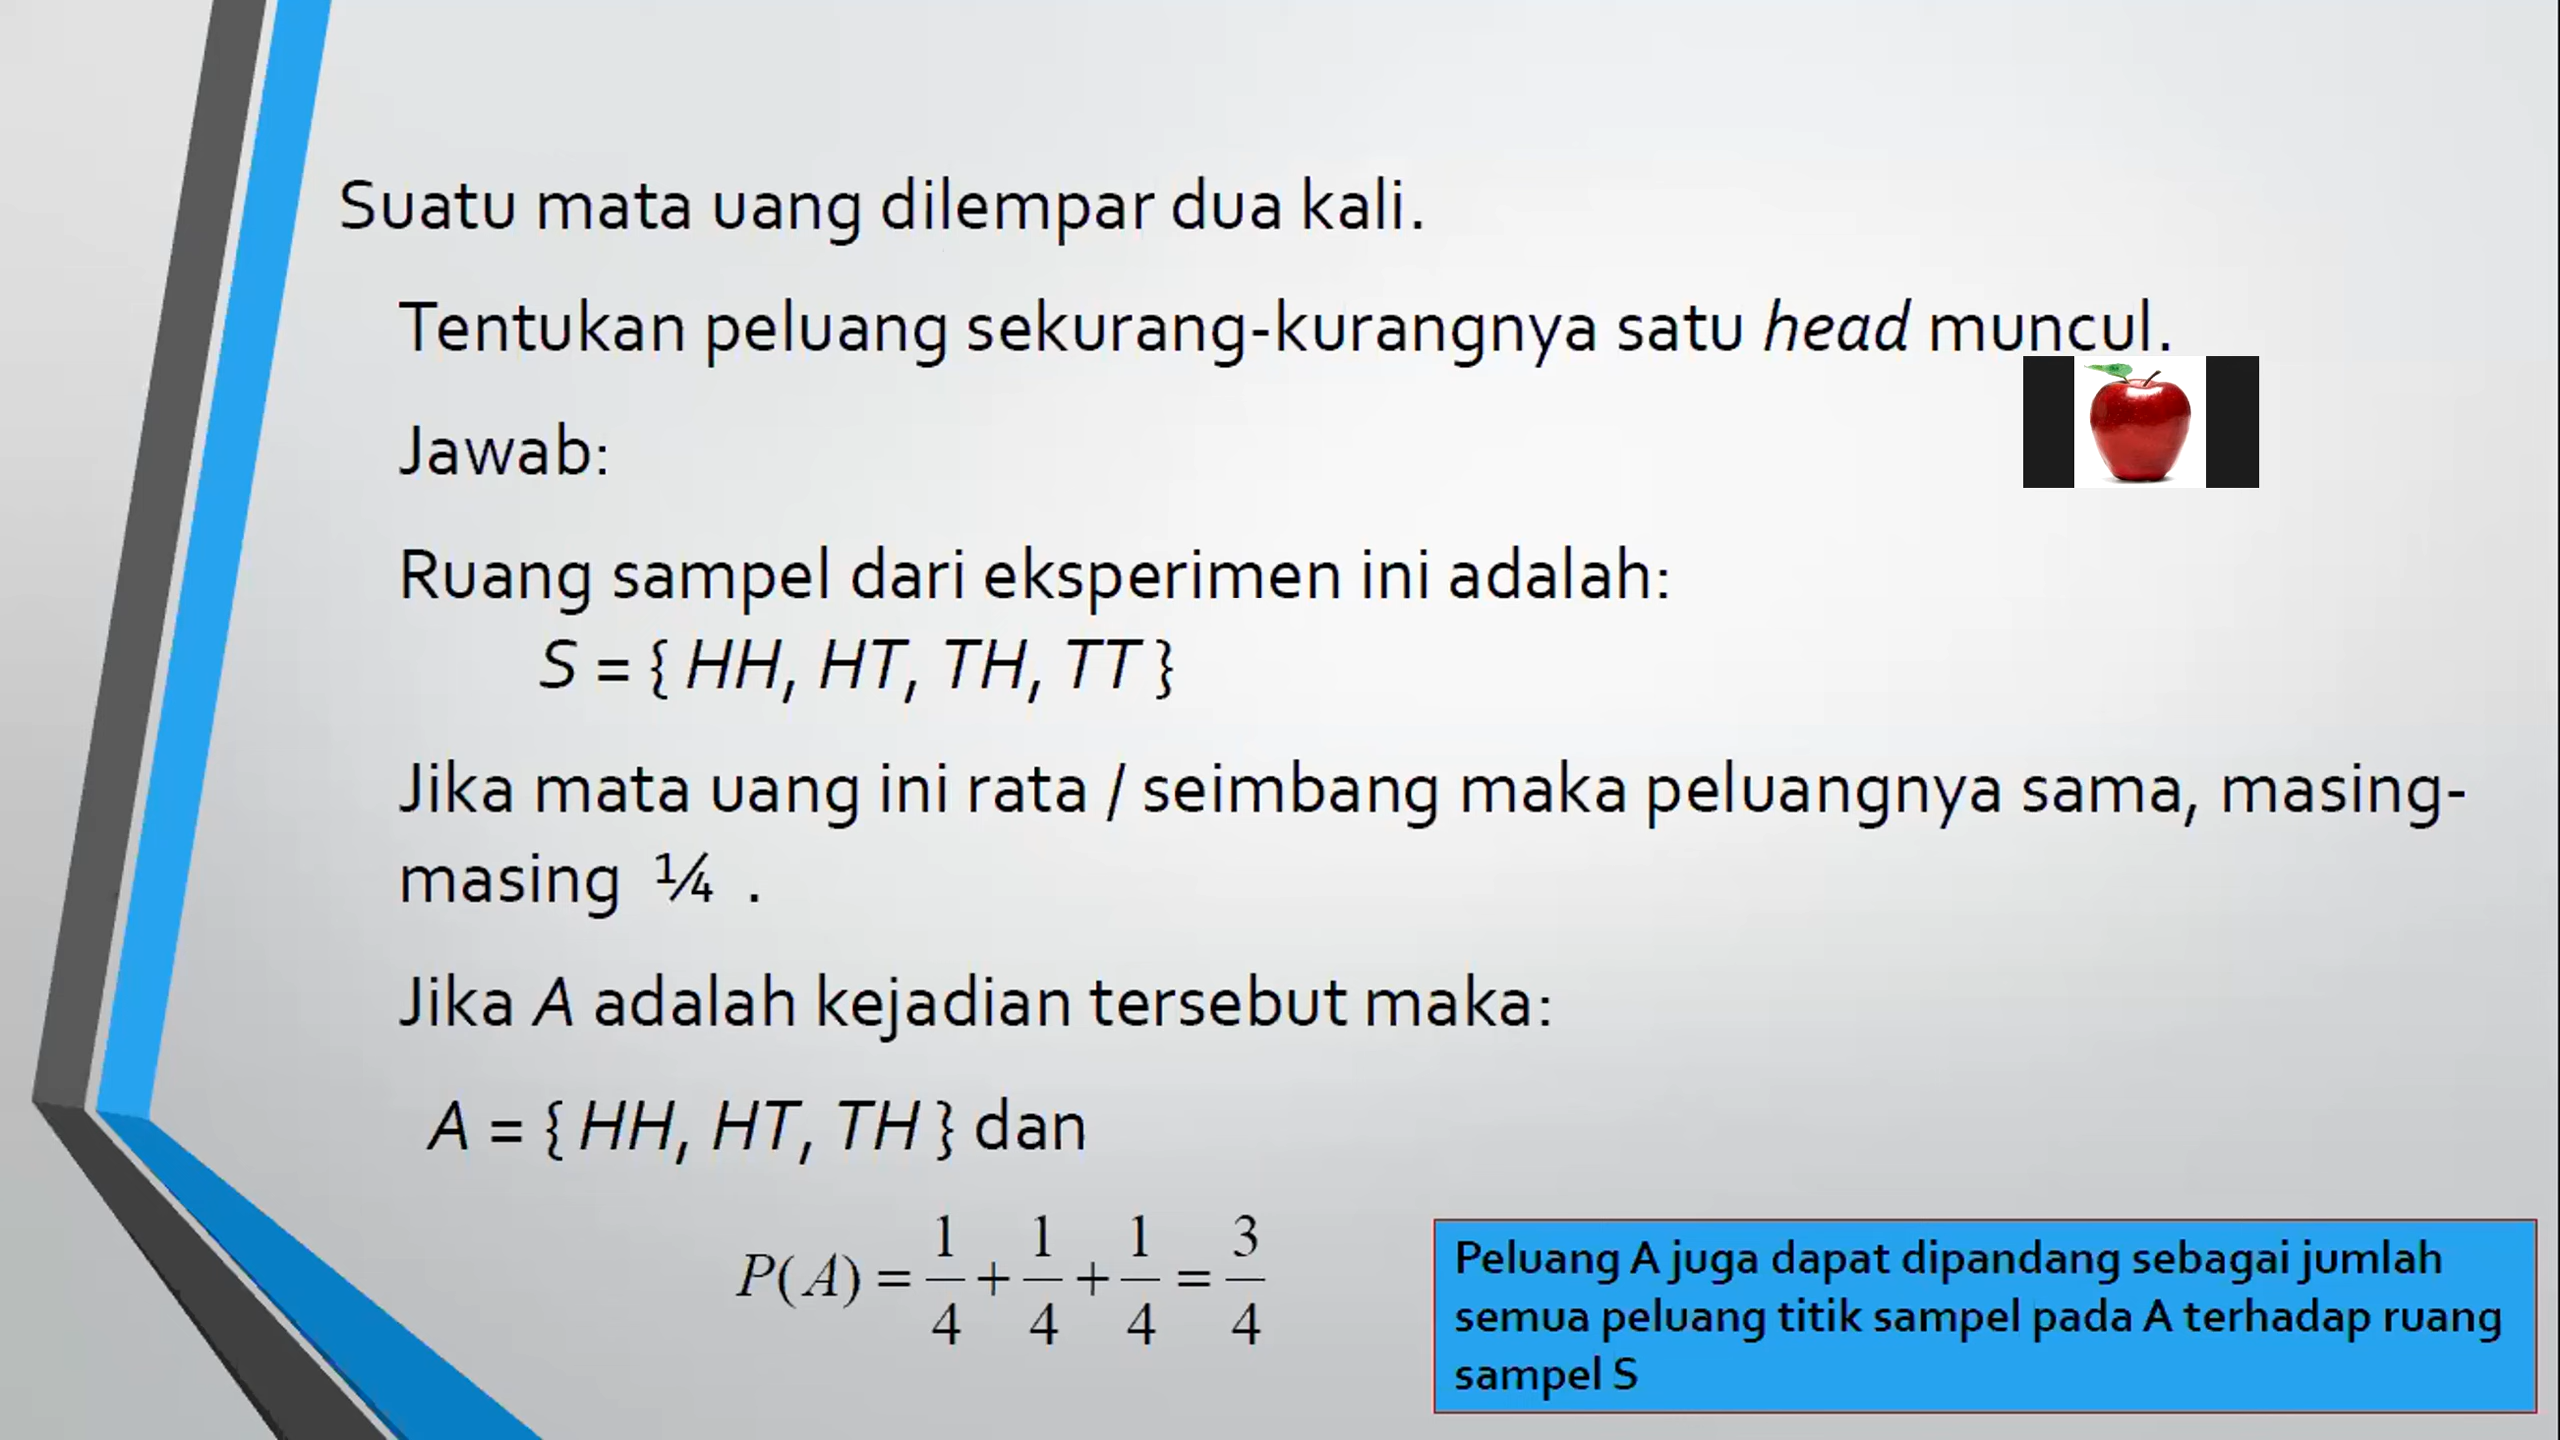 Suatu mata uang dilempar dua kali.
Tentukan peluang sekurang-kurangnya satu head muncul.
Jawab:
Ruang sampel dari eksperimen ini adalah:
S = { HH, HT, TH, TT }
Jika mata uang ini rata / seimbang maka peluangnya sama, masing-
masing ¼ .
Jika A adalah kejadian tersebut maka:
A = { HH, HT, TH } dan
P(A) = 1/4 + 1/4 + 1/4 = 3/4
Peluang A juga dapat dipandang sebagai jumlah
semua peluang titik sampel pada A terhadap ruang
sampel S